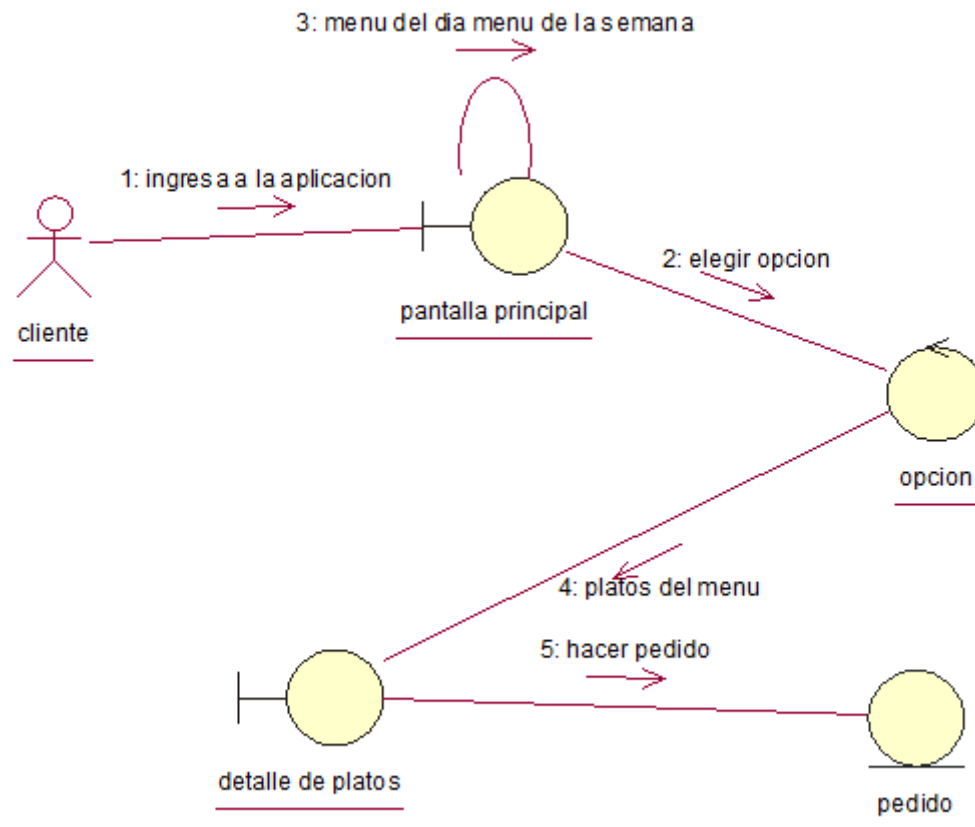 3: menu del dia menu de la semana
1: ingresa a la aplicacion
2: elegir opcion
pantalla principal
cliente
opcion
4: platos del menu
5: hacer pedido
detalle de platos
pedido